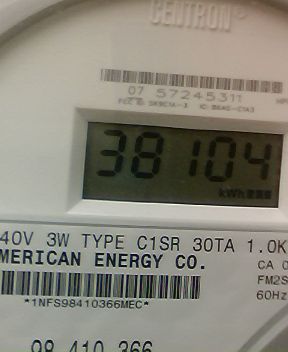 CENTRON®
07 57245311
38104
kWh
40V 3W TYPE C1SR 30TA 1.0K
MERICAN ENERGY CO.
CA 0
FM2S
60Hz
*1NFS98410366MEC*
98 410 366